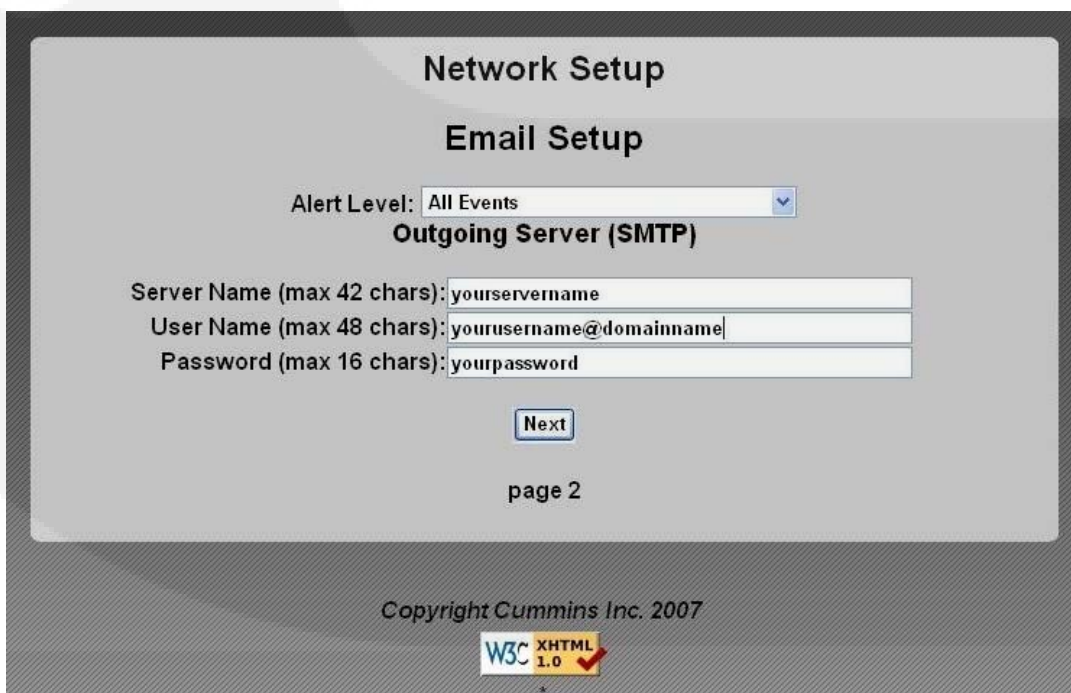 Network Setup
Email Setup
Alert Level: All Events
Outgoing Server (SMTP)
Server Name (max 42 chars): yourservername
User Name (max 48 chars): yourusername@domainname
Password (max 16 chars): yourpassword
Next
page 2
Copyright Cummins Inc. 2007
W3C XHTML 1.0
*